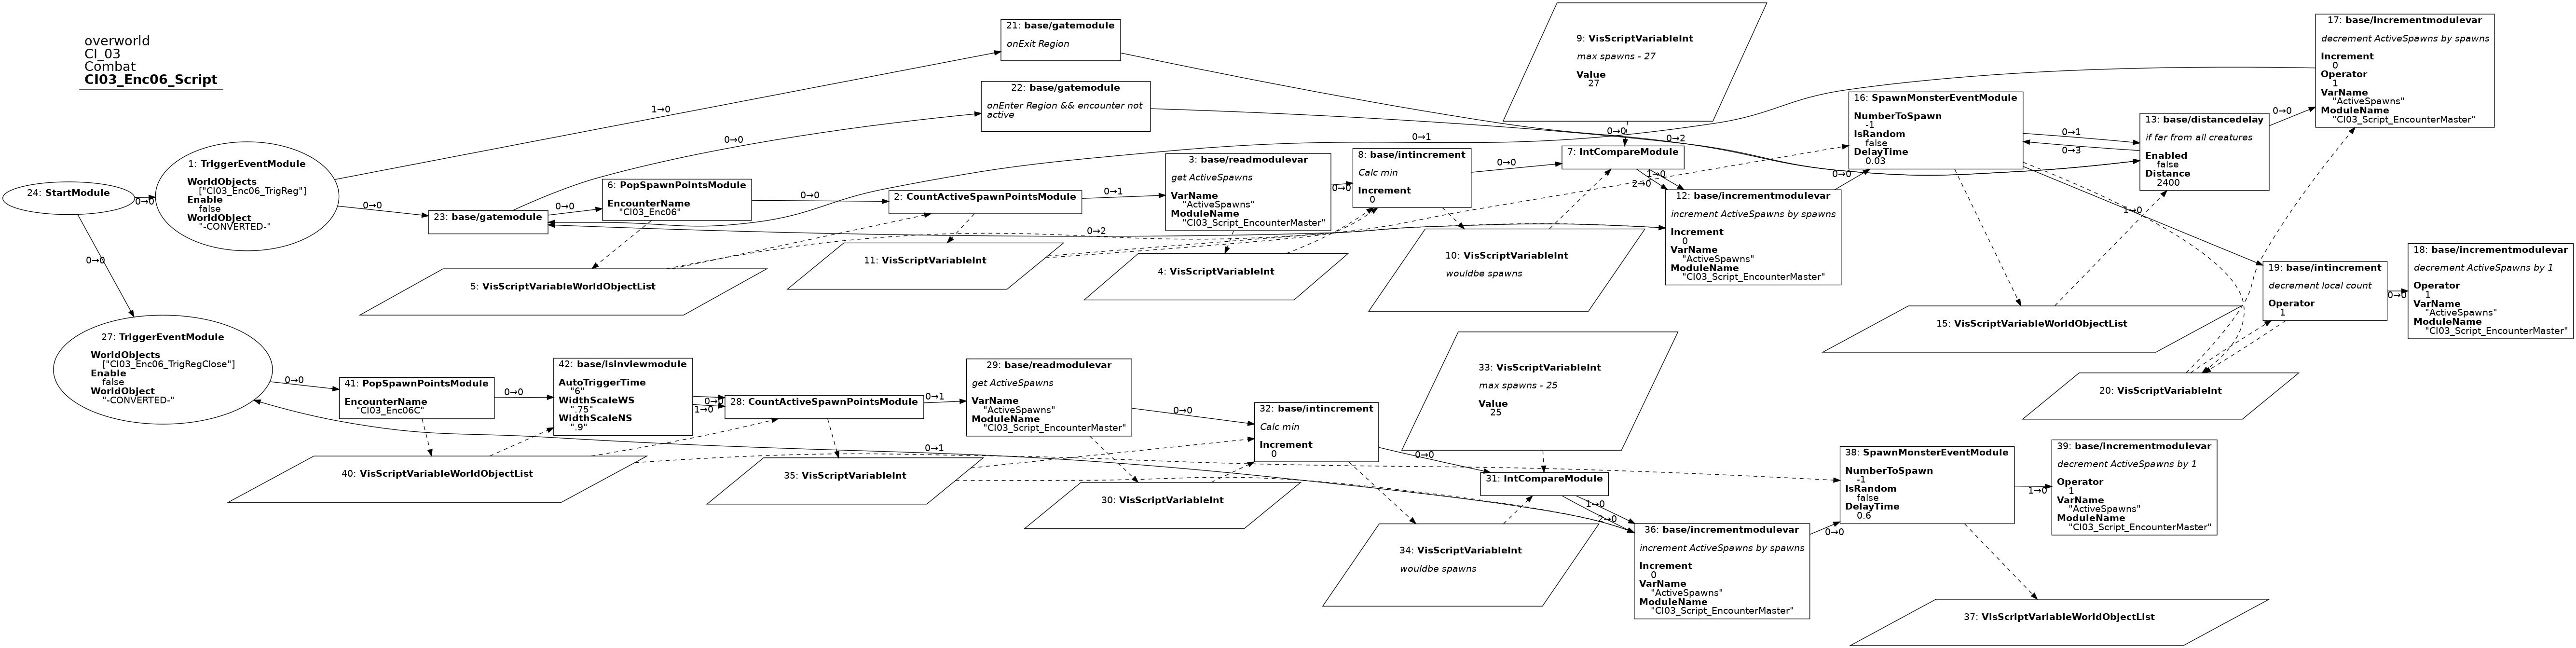 overworld
CI_03
Combat
CI03_Enc06_Script
24: StartModule
0→0
0→0
1: TriggerEventModule
WorldObjects
["CI03_Enc06_TrigReg"]
Enable
false
WorldObject
"-CONVERTED-"
1→0
0→0
27: TriggerEventModule
WorldObjects
["CI03_Enc06_TrigRegClose"]
Enable
false
WorldObject
"-CONVERTED-"
0→0
21: base/gatemodule
onExit Region
22: base/gatemodule
onEnter Region && encounter not
active
23: base/gatemodule
0→0
0→0
6: PopSpawnPointsModule
EncounterName
"CI03_Enc06"
0→0
5: VisScriptVariableWorldObjectList
2: CountActiveSpawnPointsModule
0→1
11: VisScriptVariableInt
3: base/readmodulevar
get ActiveSpawns
VarName
"ActiveSpawns"
ModuleName
"CI03_Script_EncounterMaster"
0→0
4: VisScriptVariableInt
8: base/intincrement
Calc min
Increment
0
0→0
10: VisScriptVariableInt
wouldbe spawns
9: VisScriptVariableInt
max spawns - 27
Value
27
7: IntCompareModule
1→0
2→0
0→0
0→2
0→1
0→2
12: base/incrementmodulevar
increment ActiveSpawns by spawns
Increment
0
VarName
"ActiveSpawns"
ModuleName
"CI03_Script_EncounterMaster"
0→0
16: SpawnMonsterEventModule
NumberToSpawn
-1
IsRandom
false
DelayTime
0.03
0→1
0→3
1→0
13: base/distancedelay
if far from all creatures
Enabled
false
Distance
2400
0→0
17: base/incrementmodulevar
decrement ActiveSpawns by spawns
Increment
0
Operator
1
VarName
"ActiveSpawns"
ModuleName
"CI03_Script_EncounterMaster"
15: VisScriptVariableWorldObjectList
19: base/intincrement
decrement local count
Operator
1
0→0
18: base/incrementmodulevar
decrement ActiveSpawns by 1
Operator
1
VarName
"ActiveSpawns"
ModuleName
"CI03_Script_EncounterMaster"
20: VisScriptVariableInt
41: PopSpawnPointsModule
EncounterName
"CI03_Enc06C"
0→0
40: VisScriptVariableWorldObjectList
42: base/isinviewmodule
AutoTriggerTime
"6"
WidthScaleWS
".75"
WidthScaleNS
".9"
0→0
1→0
28: CountActiveSpawnPointsModule
0→1
35: VisScriptVariableInt
0→1
29: base/readmodulevar
get ActiveSpawns
VarName
"ActiveSpawns"
ModuleName
"CI03_Script_EncounterMaster"
0→0
30: VisScriptVariableInt
32: base/intincrement
Calc min
Increment
0
0→0
33: VisScriptVariableInt
max spawns - 25
Value
25
31: IntCompareModule
1→0
2→0
34: VisScriptVariableInt
wouldbe spawns
36: base/incrementmodulevar
increment ActiveSpawns by spawns
Increment
0
VarName
"ActiveSpawns"
ModuleName
"CI03_Script_EncounterMaster"
0→0
38: SpawnMonsterEventModule
NumberToSpawn
-1
IsRandom
false
DelayTime
0.6
1→0
39: base/incrementmodulevar
decrement ActiveSpawns by 1
Operator
1
VarName
"ActiveSpawns"
ModuleName
"CI03_Script_EncounterMaster"
37: VisScriptVariableWorldObjectList